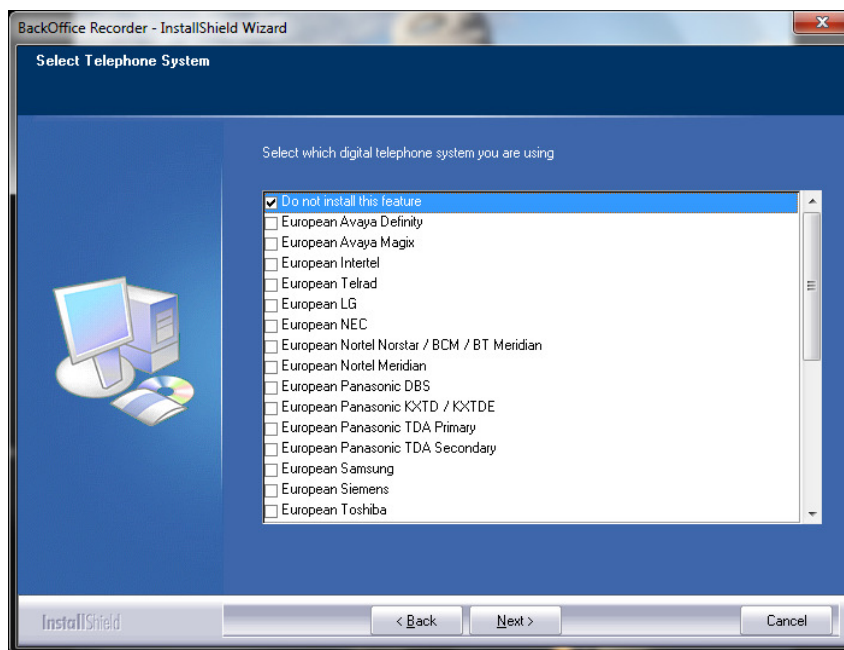 BackOffice Recorder - InstallShield Wizard
Select Telephone System
Select which digital telephone system you are using
Do not install this feature
European Avaya Definity
European Avaya Magix
European Intertel
European Telrad
European LG
European NEC
European Nortel Norstar / BCM / BT Meridian
European Nortel Meridian
European Panasonic DBS
European Panasonic KXTD / KXTDE
European Panasonic TDA Primary
European Panasonic TDA Secondary
European Samsung
European Siemens
European Toshiba
InstallShield
< Back Next > Cancel